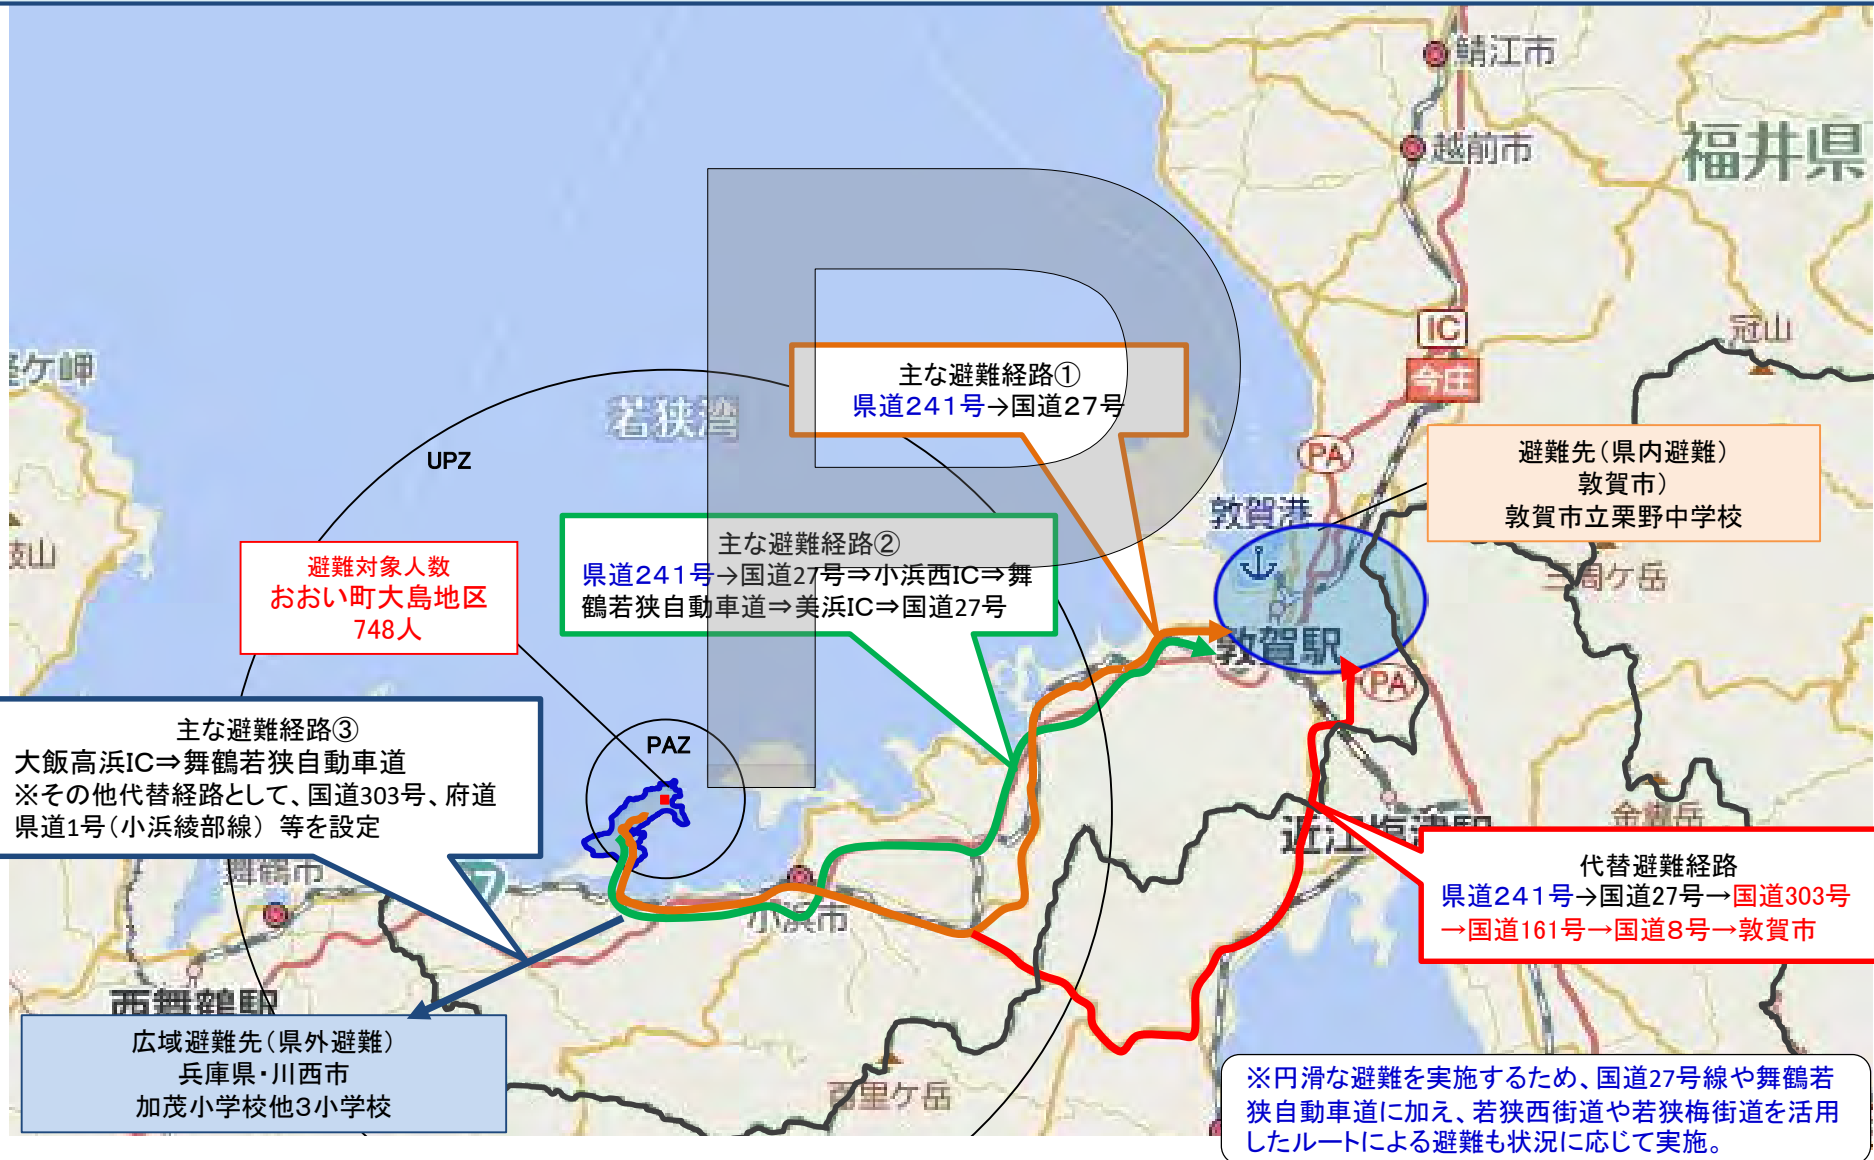 鯖江市
越前市
福井県
IC
今庄
冠山
ケ岬
若狭湾
主な避難経路①
県道241号→国道27号
UPZ
PA
避難先(県内避難)
敦賀市)
敦賀市立粟野中学校
敦賀港
P
主な避難経路②
県道241号→国道27号⇒小浜西IC⇒舞
鶴若狭自動車道⇒美浜IC⇒国道27号
避難対象人数
おおい町大島地区
748人
三周ケ岳
敦賀駅
PA
主な避難経路③
大飯高浜IC⇒舞鶴若狭自動車道
※その他代替経路として、国道303号、府道
県道1号(小浜綾部線) 等を設定
PAZ
近江塩津駅
代替避難経路
県道241号→国道27号→国道303号
→国道161号→国道8号→敦賀市
舞鶴市
小浜市
西舞鶴駅
広域避難先(県外避難)
兵庫県・川西市
加茂小学校他3小学校
百里ケ岳
※円滑な避難を実施するため、国道27号線や舞鶴若
狭自動車道に加え、若狭西街道や若狭梅街道を活用
したルートによる避難も状況に応じて実施。